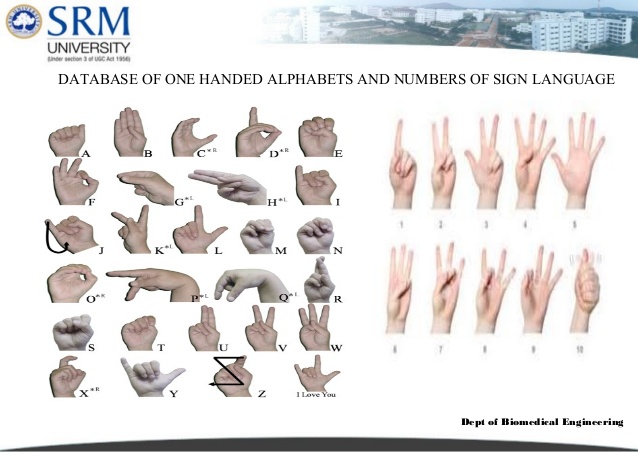 SRM
UNIVERSITY
(Under section 3 of UGC Act 1956)
DATABASE OF ONE HANDED ALPHABETS AND NUMBERS OF SIGN LANGUAGE
A B C*R D*R E
F G*L H*L I
J K*L L M N
O*R P*L Q*L R
S T U V W
X*R Y Z I Love You
1 2 3 4 5
6 7 8 9 10
Dept of Biomedical Engineering